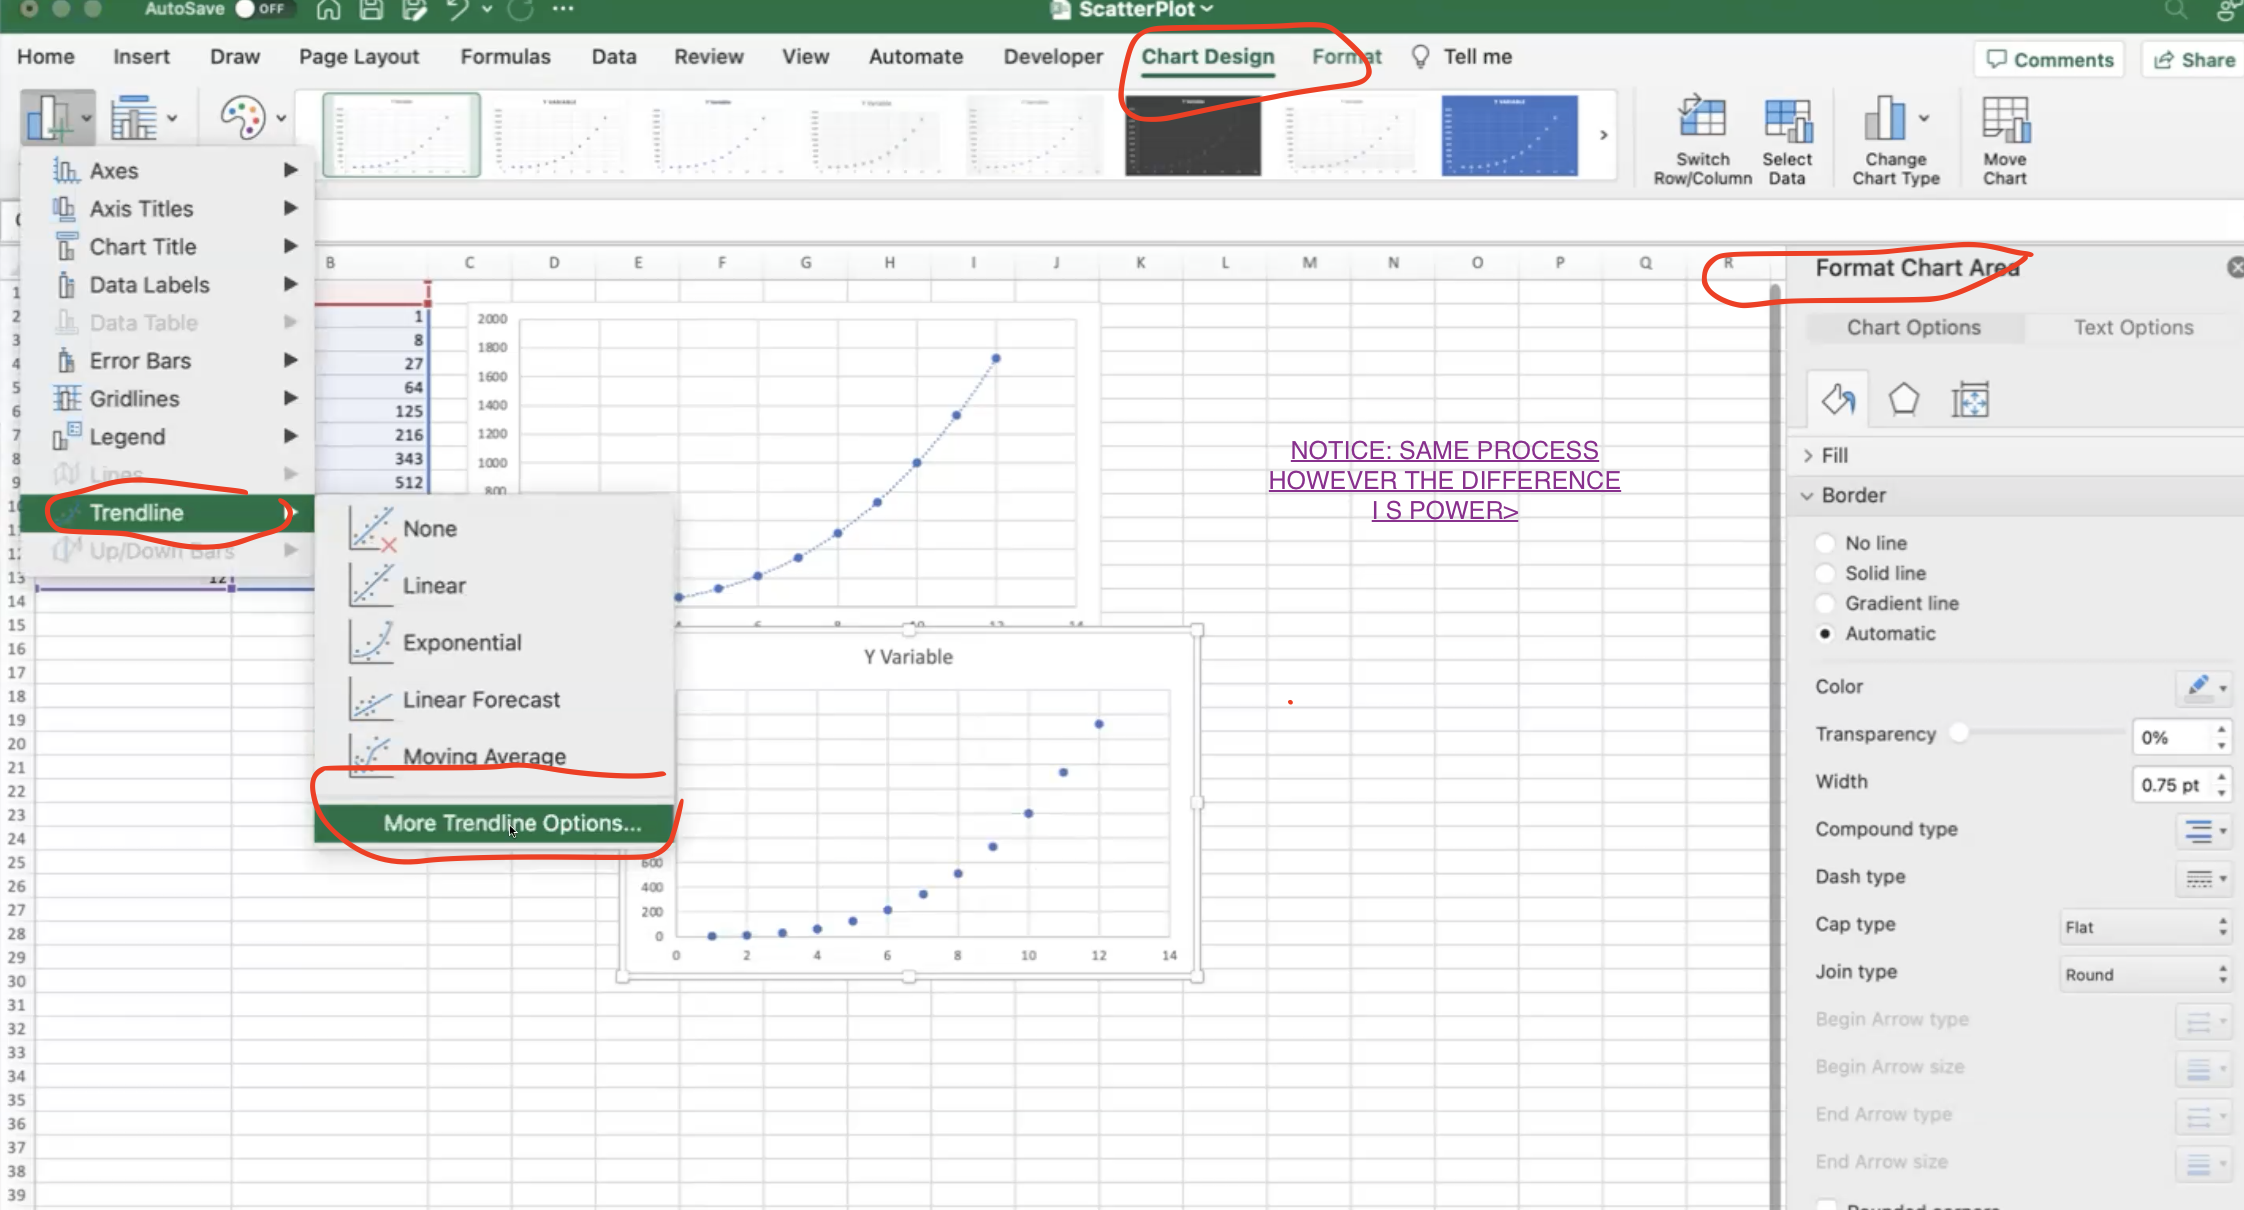 AutoSave OFF ... ScatterPlot
Home Insert Draw Page Layout Formulas Data Review View Automate Developer Chart Design Format Tell me Comments Share
Switch Row/Column
Select Data
Change Chart Type
Move Chart
Axes
Axis Titles
Chart Title
Data Labels
Data Table
Error Bars
Gridlines
Legend
Lines
Trendline
Up/Down Bars
None
Linear
Exponential
Linear Forecast
Moving Average
More Trendline Options...
B C D E F G H I J K L M N O P Q R
1
2
3
4
5
6
7
8
9
13
14
15
16
17
18
19
20
21
22
23
24
25
26
27
28
29
30
31
32
33
34
35
36
37
38
39
1
8
27
64
125
216
343
512
12
2000
1800
1600
1400
1200
1000
800
4 6 8 10 12 14
Y Variable
600
400
200
0
0 2 4 6 8 10 12 14
NOTICE: SAME PROCESS
HOWEVER THE DIFFERENCE
I S POWER>
Format Chart Area
Chart Options Text Options
Fill
Border
No line
Solid line
Gradient line
Automatic
Color
Transparency 0%
Width 0.75 pt
Compound type
Dash type
Cap type Flat
Join type Round
Begin Arrow type
Begin Arrow size
End Arrow type
End Arrow size